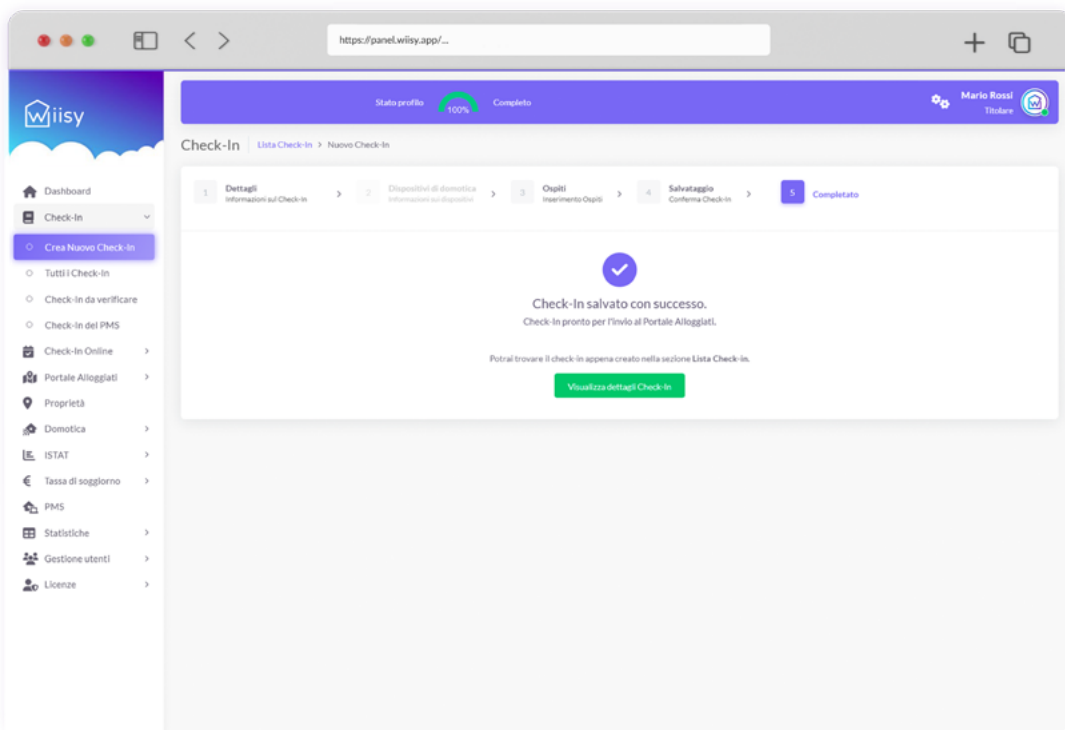 https://panel.wiisy.app/...
wiisy
Stato profilo 100% Completo
Mario Rossi
Titolare
Check-In Lista Check-In > Nuovo Check-In
Dashboard
Check-In
Crea Nuovo Check-In
Tutti i Check-In
Check-in da verificare
Check-in del PMS
Check-In Online
Portale Alloggiati
Proprietà
Domotica
ISTAT
Tassa di soggiorno
PMS
Statistiche
Gestione utenti
Licenze
1 Dettagli
Informazioni sul Check-in
2 Dispositivi di domotica
Informazioni sui dispositivi
3 Ospiti
Inserimento Ospiti
4 Salvataggio
Conferma Check-in
5 Completato
Check-In salvato con successo.
Check-In pronto per l'invio al Portale Alloggiati.
Potrai trovare il check-in appena creato nella sezione Lista Check-in.
Visualizza dettagli Check-In